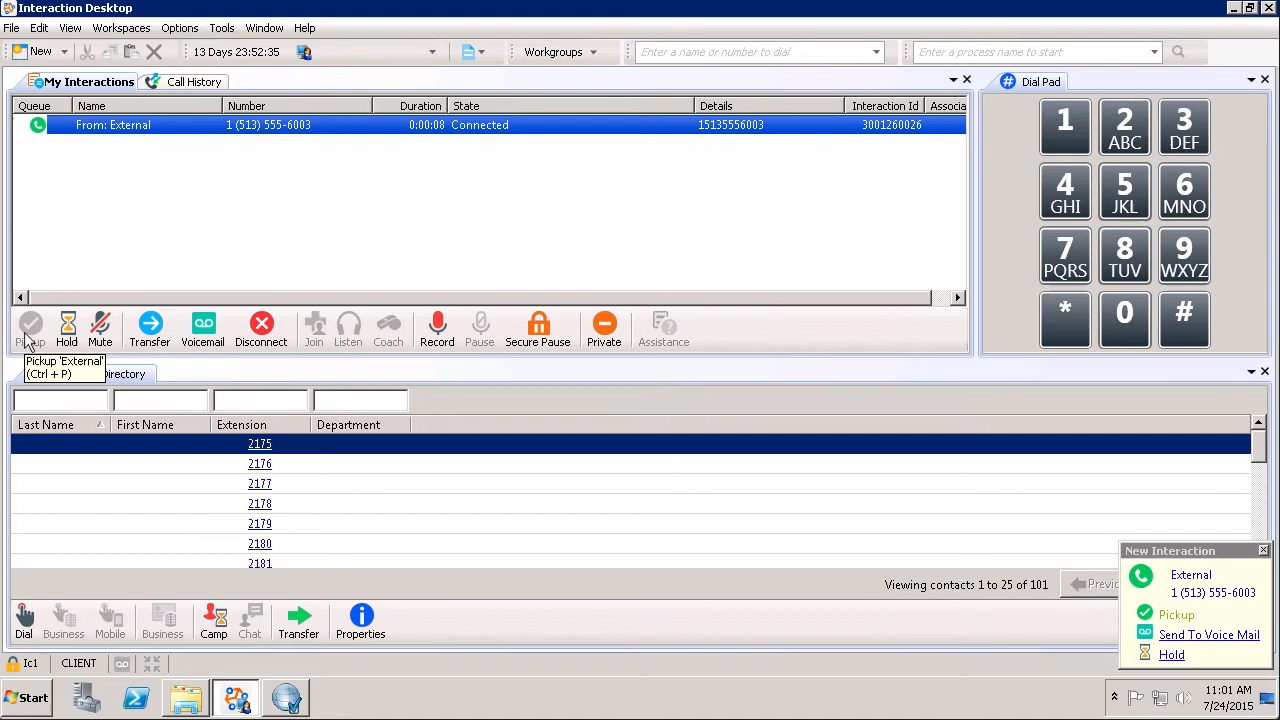 Interaction Desktop
File Edit View Workspaces Options Tools Window Help
New 13 Days 23:52:35 Workgroups Enter a name or number to dial Enter a process name to start
My Interactions Call History Dial Pad
Queue Name Number Duration State Details Interaction Id Associa
From: External 1 (513) 555-6003 0:00:08 Connected 15135556003 3001260026
1 2 ABC 3 DEF
4 GHI 5 JKL 6 MNO
7 PQRS 8 TUV 9 WXYZ
* 0 #
Pickup Hold Mute Transfer Voicemail Disconnect Join Listen Coach Record Pause Secure Pause Private Assistance
Pickup 'External'
(Ctrl + P)
Directory
Last Name First Name Extension Department
2175
2176
2177
2178
2179
2180
2181
Viewing contacts 1 to 25 of 101 Previo
Dial Business Mobile Business Camp Chat Transfer Properties
New Interaction
External
1 (513) 555-6003
Pickup
Send To Voice Mail
Hold
Ic1 CLIENT
Start
11:01 AM
7/24/2015